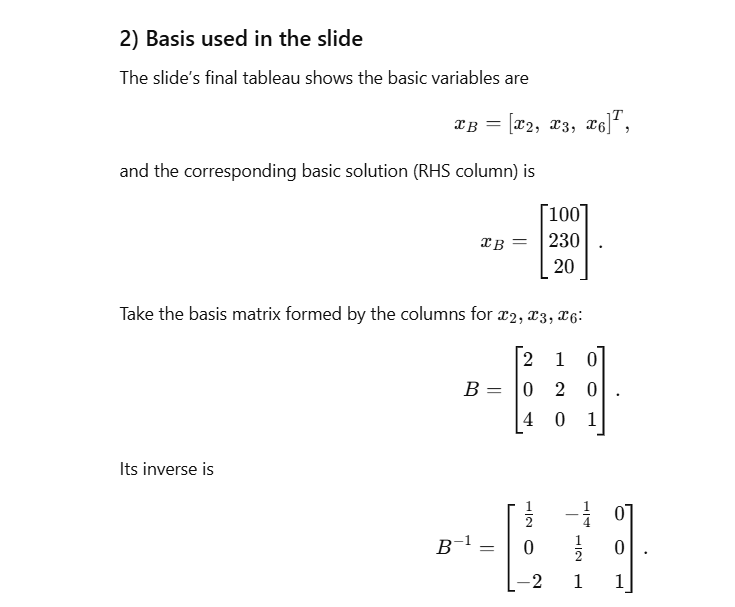 2) Basis used in the slide
The slide’s final tableau shows the basic variables are
x_B = [x_2, x_3, x_6]^T,
and the corresponding basic solution (RHS column) is
x_B = [100
230
20].
Take the basis matrix formed by the columns for x_2, x_3, x_6:
B = [2 1 0
0 2 0
4 0 1].
Its inverse is
B^{-1} = [1/2 -1/4 0
0 1/2 0
-2 1 1].